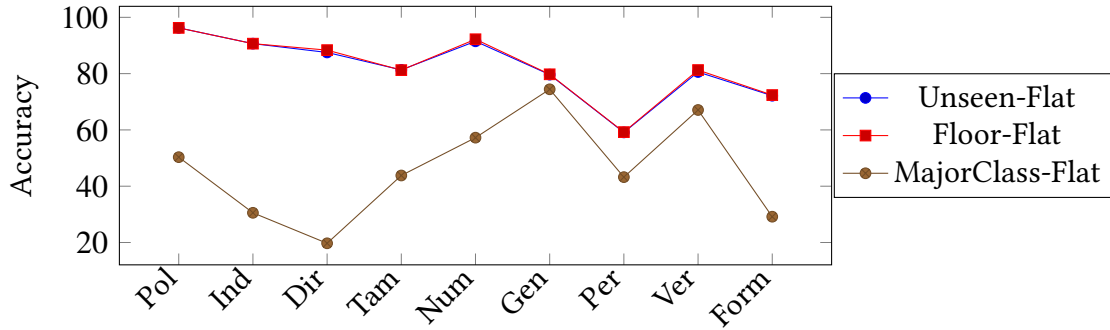 Accuracy
100
80
60
40
20
Pol Ind Dir Tam Num Gen Per Ver Form
Unseen-Flat
Floor-Flat
MajorClass-Flat